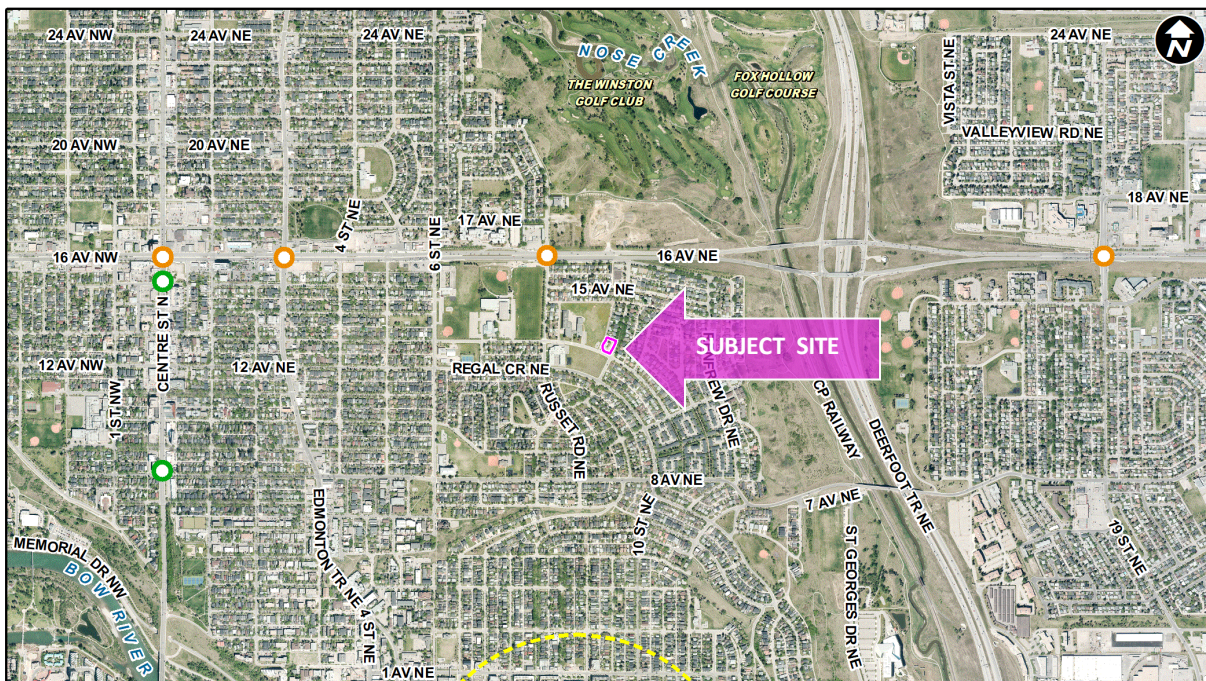 24 AV NW
24 AV NE
24 AV NE
24 AV NE
N
NOSE CREEK
THE WINSTON
GOLF CLUB
FOX HOLLOW
GOLF COURSE
VISTA ST NE
VALLEYVIEW RD NE
20 AV NW
20 AV NE
18 AV NE
4 ST NE
17 AV NE
6 ST NE
16 AV NW
16 AV NE
15 AV NE
CENTRE ST N
SUBJECT SITE
12 AV NW
12 AV NE
REGAL CR NE
1 ST NW
RUSSET RD NE
CP RAILWAY
DEERFOOT TR NE
8 AV NE
7 AV NE
EDMONTON TR NE
10 ST NE
19 ST NE
MEMORIAL DR NW
BOW RIVER
ST GEORGES DR NE
4 ST NE
1 AV NE